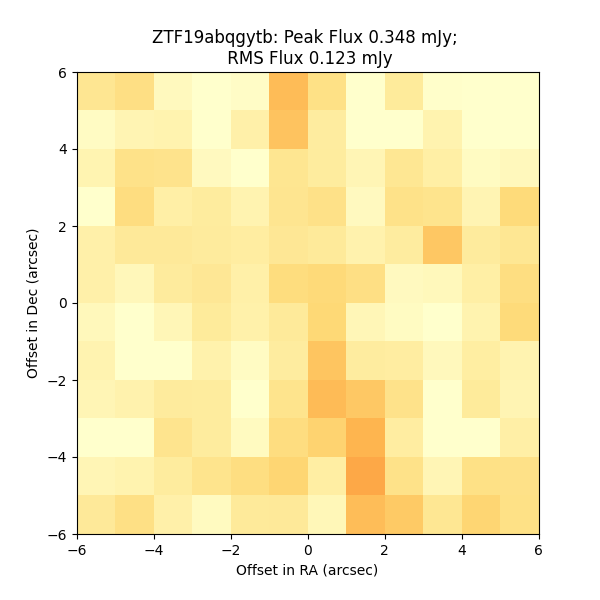 ZTF19abqgytb: Peak Flux 0.348 mJy;
RMS Flux 0.123 mJy
6
4
2
0
−2
−4
−6
Offset in Dec (arcsec)
−6 −4 −2 0 2 4 6
Offset in RA (arcsec)